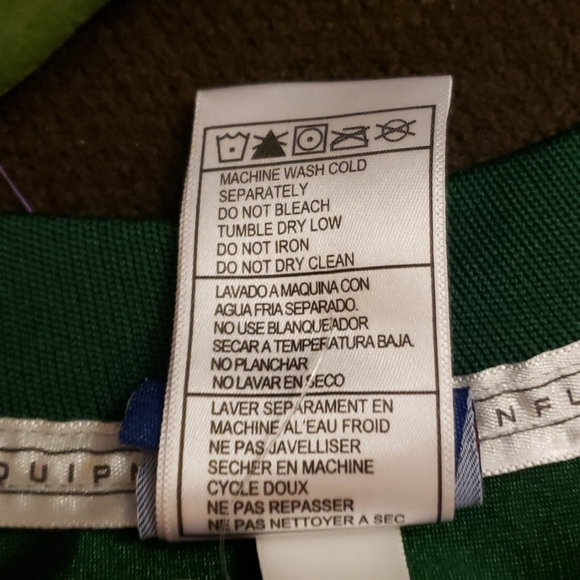 MACHINE WASH COLD
SEPARATELY
DO NOT BLEACH
TUMBLE DRY LOW
DO NOT IRON
DO NOT DRY CLEAN
LAVADO A MAQUINA CON
AGUA FRIA SEPARADO.
NO USE BLANQUEADOR
SECAR A TEMPERATURA BAJA.
NO PLANCHAR
NO LAVAR EN SECO
LAVER SEPARAMENT EN
MACHINE AL'EAU FROID
NE PAS JAVELLISER
SECHER EN MACHINE
CYCLE DOUX
NE PAS REPASSER
NE PAS NETTOYER A SEC
QUIPM
NFL